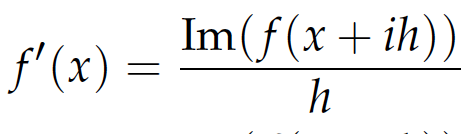 f′(x) = Im(f(x + ih)) / h